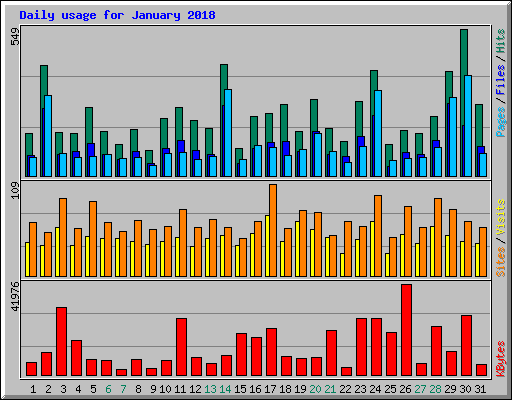 Daily usage for January 2018
549
Pages / Files / Hits
109
Sites / Visits
41976
KBytes
1 2 3 4 5 6 7 8 9 10 11 12 13 14 15 16 17 18 19 20 21 22 23 24 25 26 27 28 29 30 31